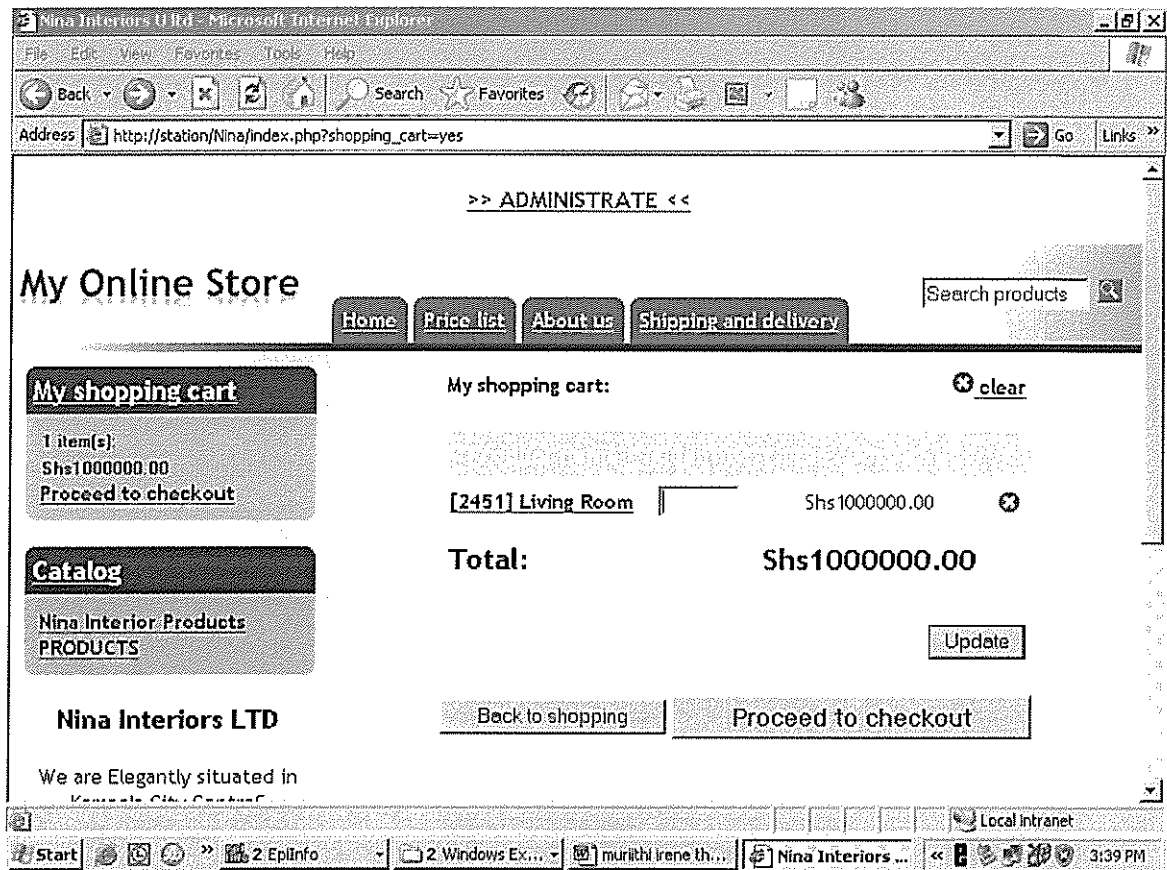 Nina Interiors U ltd - Microsoft Internet Explorer
File Edit View Favorites Tools Help
Back Search Favorites
Address http://station/Nina/index.php?shopping_cart=yes Go Links »
>> ADMINISTRATE <<
My Online Store
Search products
Home Price list About us Shipping and delivery
My shopping cart
1 item(s):
Shs1000000.00
Proceed to checkout
Catalog
Nina Interior Products
PRODUCTS
Nina Interiors LTD
We are Elegantly situated in
My shopping cart: clear
[2451] Living Room Shs1000000.00
Total: Shs1000000.00
Update
Back to shopping Proceed to checkout
Local intranet
Start » 2 EpiInfo 2 Windows Ex... muriithi irene th... Nina Interiors ... « 3:39 PM